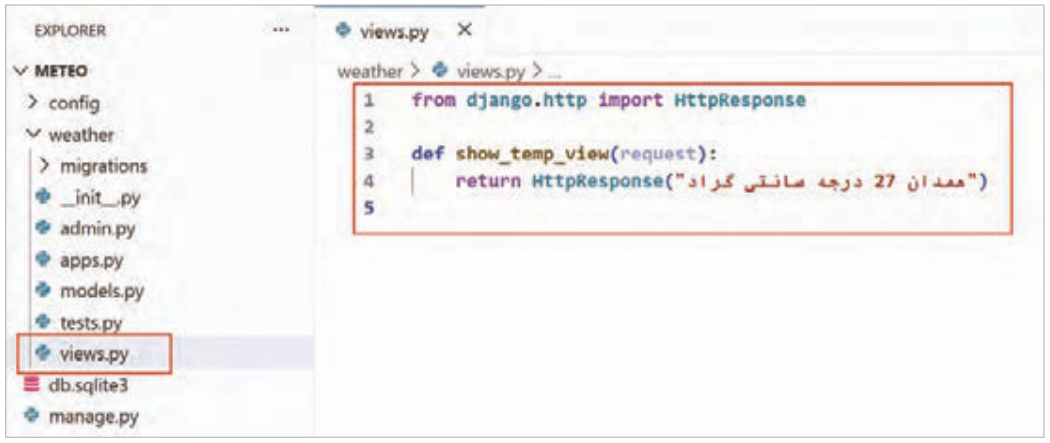 EXPLORER ...
METEO
config
weather
migrations
__init__.py
admin.py
apps.py
models.py
tests.py
views.py
db.sqlite3
manage.py
views.py ×
weather > views.py > ...
1 from django.http import HttpResponse
2
3 def show_temp_view(request):
4 return HttpResponse("همدان 27 درجه سانتی گراد")
5